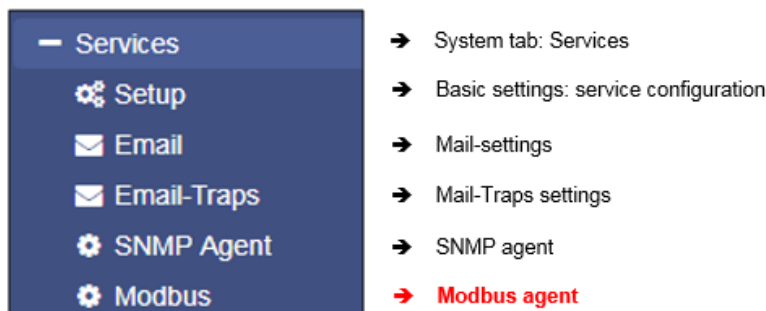 Services ➔ System tab: Services
Setup ➔ Basic settings: service configuration
Email ➔ Mail-settings
Email-Traps ➔ Mail-Traps settings
SNMP Agent ➔ SNMP agent
Modbus ➔ Modbus agent